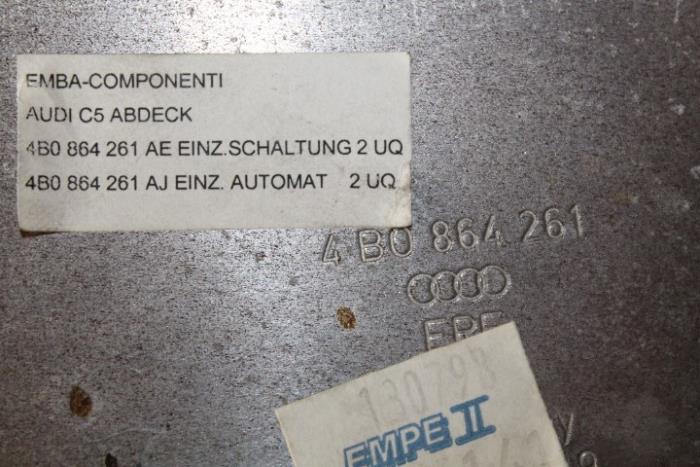 EMBA-COMPONENTI
AUDI C5 ABDECK
4B0 864 261 AE EINZ.SCHALTUNG 2 UQ
4B0 864 261 AJ EINZ. AUTOMAT 2 UQ
4 B0 864 261
130798
EMPE II